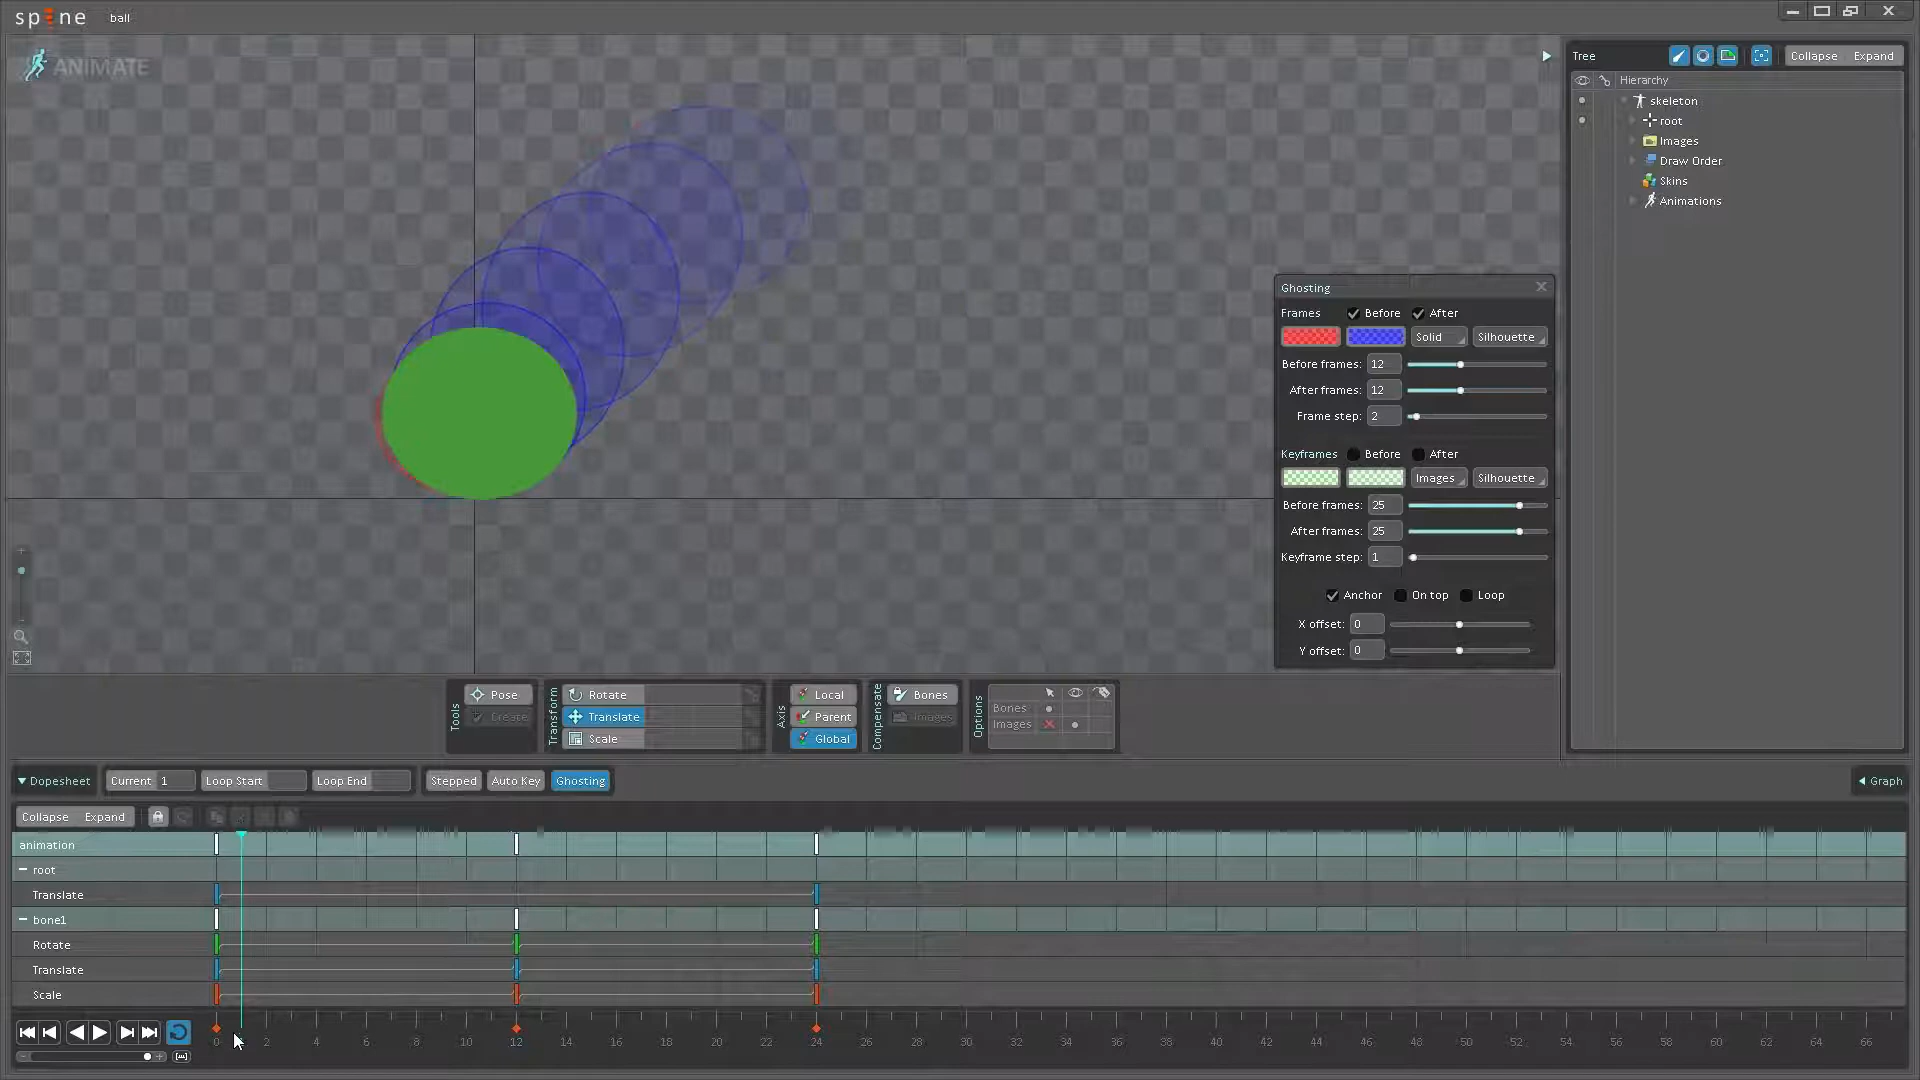 spine ball
ANIMATE
Tree Collapse Expand
Hierarchy
skeleton
root
Images
Draw Order
Skins
Animations
Ghosting
Frames Before After
Solid Silhouette
Before frames: 12
After frames: 12
Frame step: 2
Keyframes Before After
Images Silhouette
Before frames: 25
After frames: 25
Keyframe step: 1
Anchor On top Loop
X offset: 0
Y offset: 0
Tools
Pose
Create
Transform
Rotate
Translate
Scale
Axis
Local
Parent
Global
Compensate
Bones
Images
Options
Bones
Images
Dopesheet Current 1 Loop Start Loop End Stepped Auto Key Ghosting Graph
Collapse Expand
animation
root
Translate
bone1
Rotate
Translate
Scale
0 2 4 6 8 10 12 14 16 18 20 22 24 26 28 30 32 34 36 38 40 42 44 46 48 50 52 54 56 58 60 62 64 66